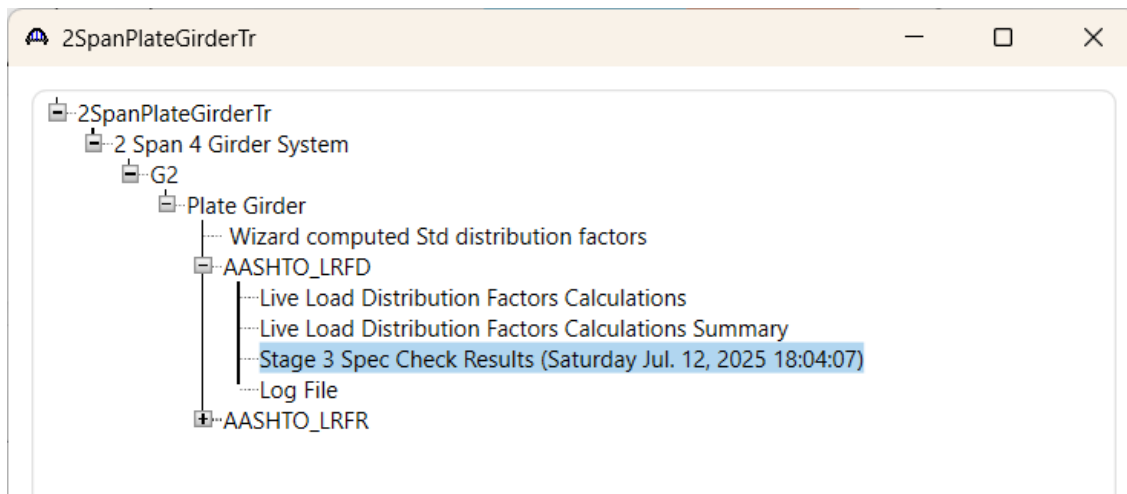 2SpanPlateGirderTr
2SpanPlateGirderTr
2 Span 4 Girder System
G2
Plate Girder
Wizard computed Std distribution factors
AASHTO_LRFD
Live Load Distribution Factors Calculations
Live Load Distribution Factors Calculations Summary
Stage 3 Spec Check Results (Saturday Jul. 12, 2025 18:04:07)
Log File
AASHTO_LRFR